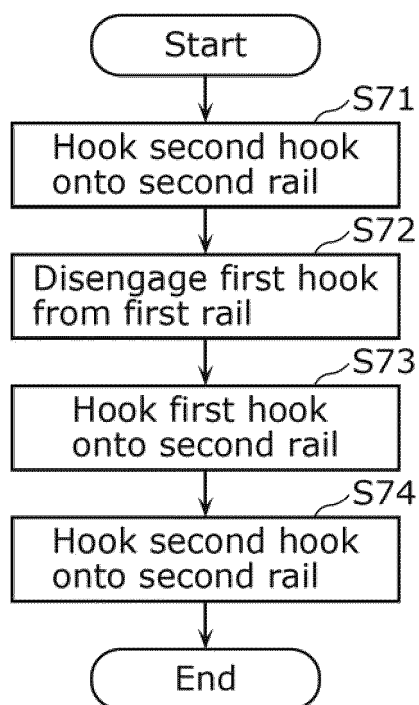 Start
S71
Hook second hook
onto second rail
S72
Disengage first hook
from first rail
S73
Hook first hook
onto second rail
S74
Hook second hook
onto second rail
End